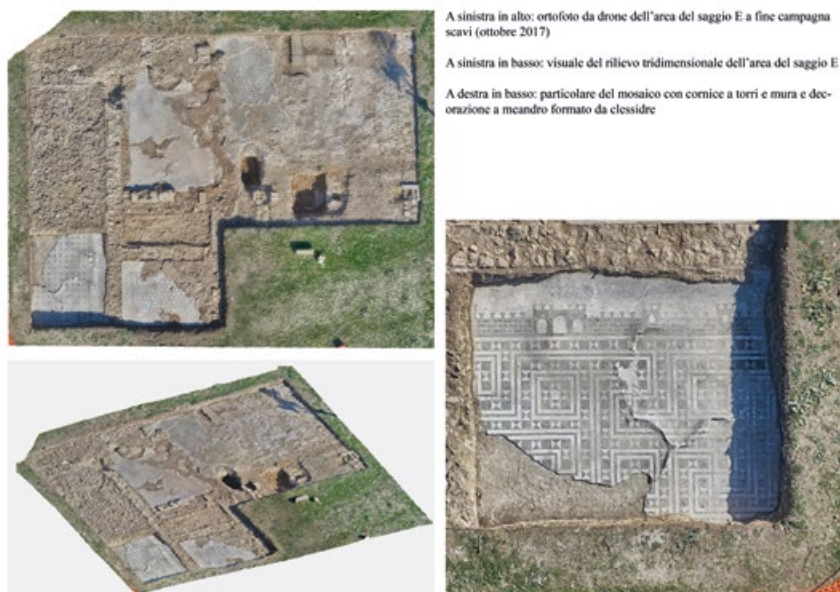 A sinistra in alto: ortofoto da drone dell'area del saggio E a fine campagna
scavi (ottobre 2017)
A sinistra in basso: visuale del rilievo tridimensionale dell'area del saggio E
A destra in basso: particolare del mosaico con cornice a torri e mura e dec-
orazione a meandro formato da clessidre